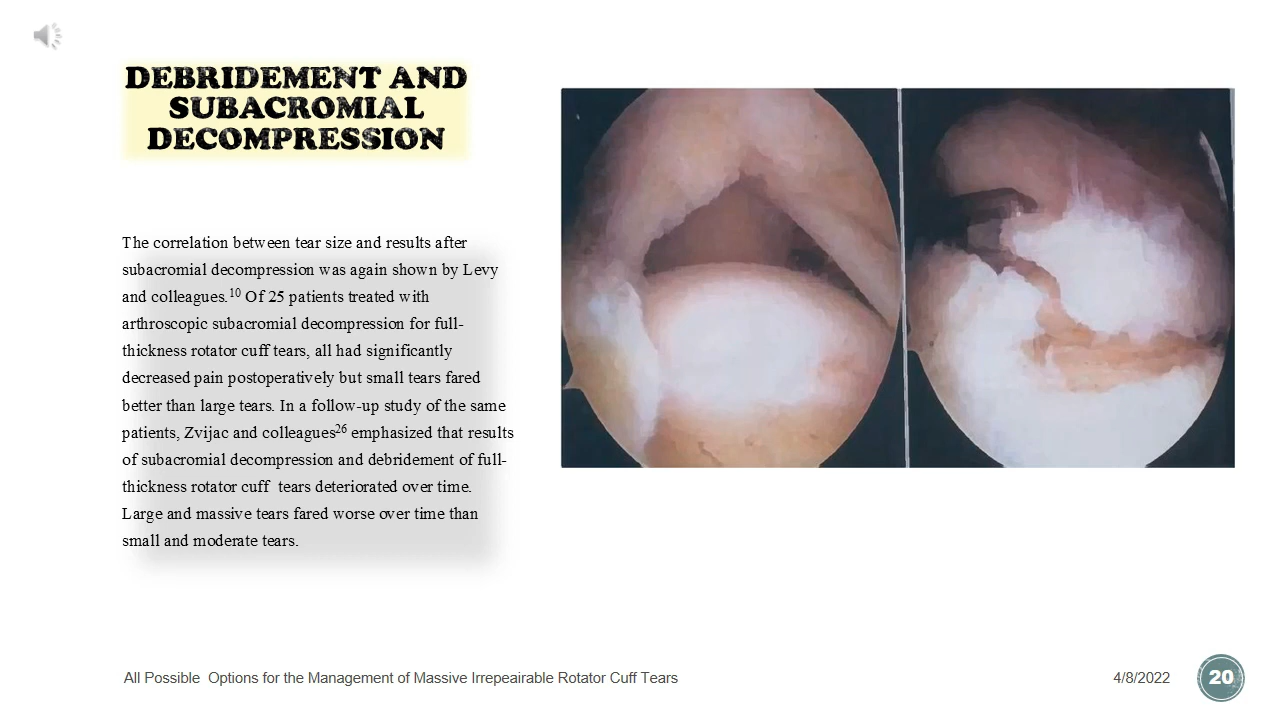 DEBRIDEMENT AND
SUBACROMIAL
DECOMPRESSION
The correlation between tear size and results after
subacromial decompression was again shown by Levy
and colleagues.10 Of 25 patients treated with
arthroscopic subacromial decompression for full-
thickness rotator cuff tears, all had significantly
decreased pain postoperatively but small tears fared
better than large tears. In a follow-up study of the same
patients, Zvijac and colleagues26 emphasized that results
of subacromial decompression and debridement of full-
thickness rotator cuff  tears deteriorated over time.
Large and massive tears fared worse over time than
small and moderate tears.
All Possible  Options for the Management of Massive Irrepeairable Rotator Cuff Tears
4/8/2022
20